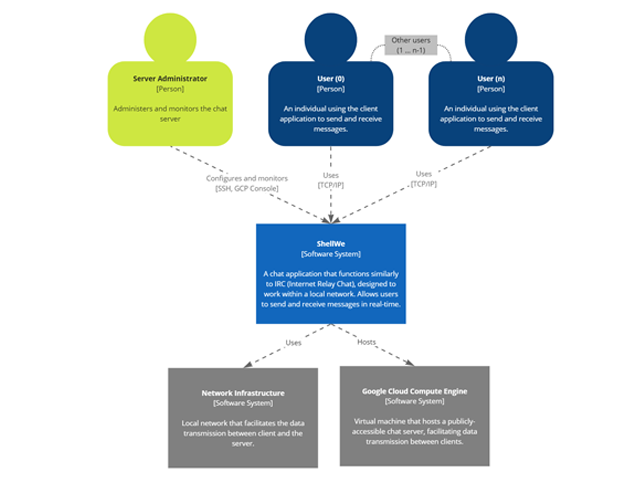 Server Administrator
[Person]
Administers and monitors the chat
server
User (0)
[Person]
An individual using the client
application to send and receive
messages.
Other users
(1 ... n-1)
User (n)
[Person]
An individual using the client
application to send and receive
messages.
Configures and monitors
[SSH, GCP Console]
Uses
[TCP/IP]
Uses
[TCP/IP]
ShellWe
[Software System]
A chat application that functions similarly
to IRC (Internet Relay Chat), designed to
work within a local network. Allows users
to send and receive messages in real-time.
Uses
Hosts
Network Infrastructure
[Software System]
Local network that facilitates the data
transmission between client and the
server.
Google Cloud Compute Engine
[Software System]
Virtual machine that hosts a publicly-
accessible chat server, facilitating data
transmission between clients.